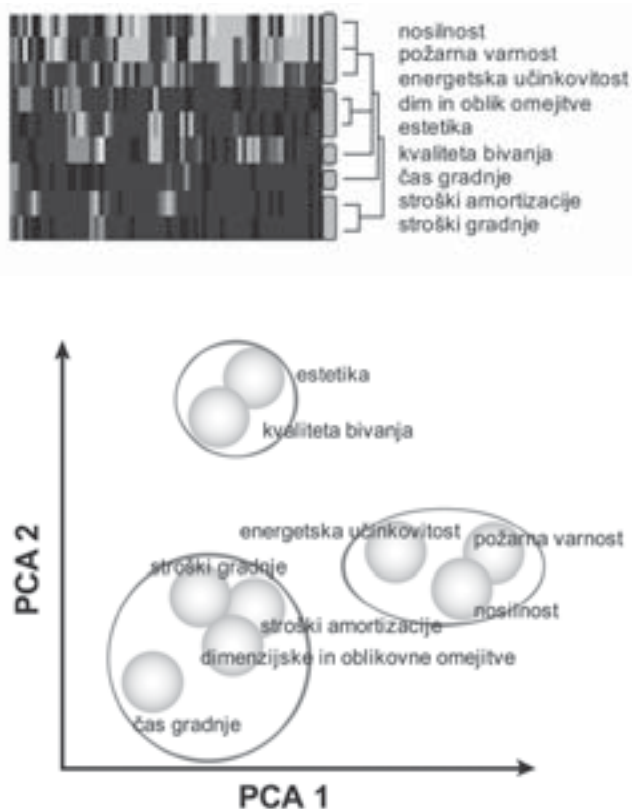 nosilnost
požarna varnost
energetska učinkovitost
dim in oblik omejitve
estetika
kvaliteta bivanja
čas gradnje
stroški amortizacije
stroški gradnje
estetika
kvaliteta bivanja
energetska učinkovitost
požarna varnost
stroški gradnje
nosilnost
stroški amortizacije
dimenzijske in oblikovne omejitve
čas gradnje
PCA 2
PCA 1